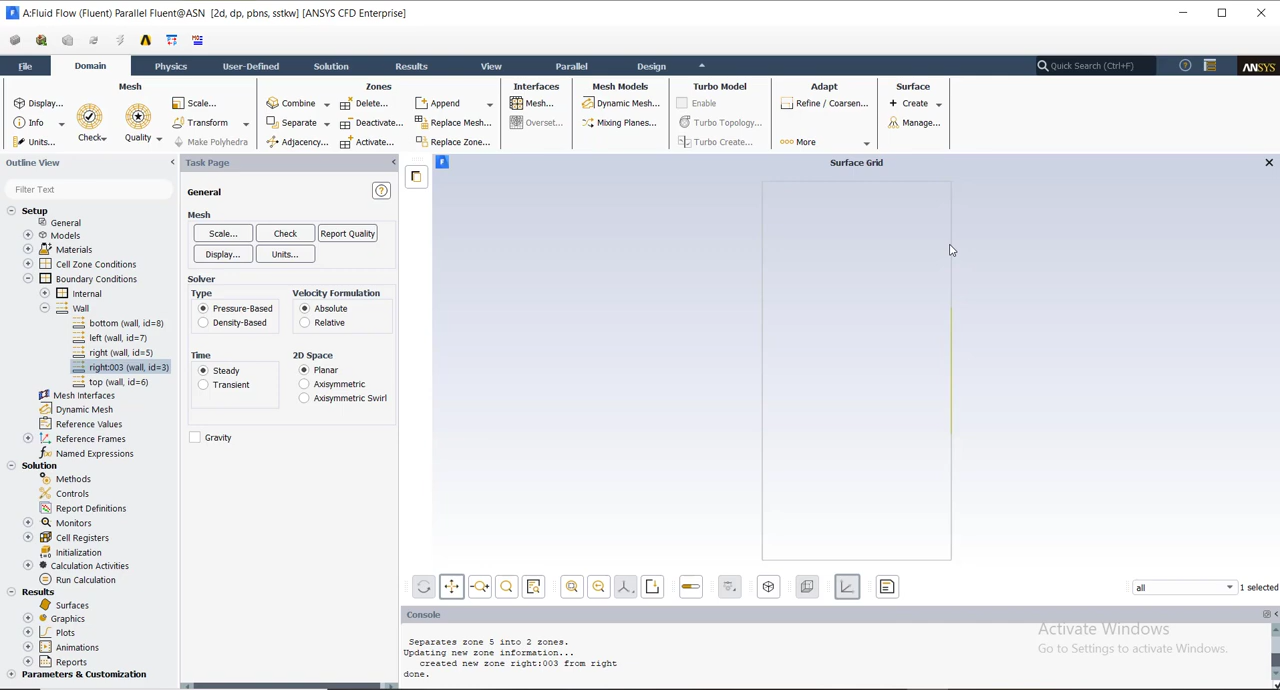 A:Fluid Flow (Fluent) Parallel Fluent@ASN [2d, dp, pbns, sstkw] [ANSYS CFD Enterprise]
File Domain Physics User-Defined Solution Results View Parallel Design Quick Search (Ctrl+F) ANSYS
Mesh Zones Interfaces Mesh Models Turbo Model Adapt Surface
Display... Scale... Combine Delete... Append Mesh... Dynamic Mesh... Enable Refine / Coarsen... Create
Info Transform Separate Deactivate... Replace Mesh... Overset... Mixing Planes... Turbo Topology... Manage...
Units... Check Quality Make Polyhedra Adjacency... Activate... Replace Zone... Turbo Create... More
Outline View
Filter Text
Setup
General
Models
Materials
Cell Zone Conditions
Boundary Conditions
Internal
Wall
bottom (wall, id=8)
left (wall, id=7)
right (wall, id=5)
right:003 (wall, id=3)
top (wall, id=6)
Mesh Interfaces
Dynamic Mesh
Reference Values
Reference Frames
Named Expressions
Solution
Methods
Controls
Report Definitions
Monitors
Cell Registers
Initialization
Calculation Activities
Run Calculation
Results
Surfaces
Graphics
Plots
Animations
Reports
Parameters & Customization
Task Page
General
Mesh
Scale... Check Report Quality
Display... Units...
Solver
Type Velocity Formulation
Pressure-Based Absolute
Density-Based Relative
Time 2D Space
Steady Planar
Transient Axisymmetric
Axisymmetric Swirl
Gravity
Surface Grid
all 1 selected
Console
Separates zone 5 into 2 zones.
Updating new zone information...
created new zone right:003 from right
done.
Activate Windows
Go to Settings to activate Windows.